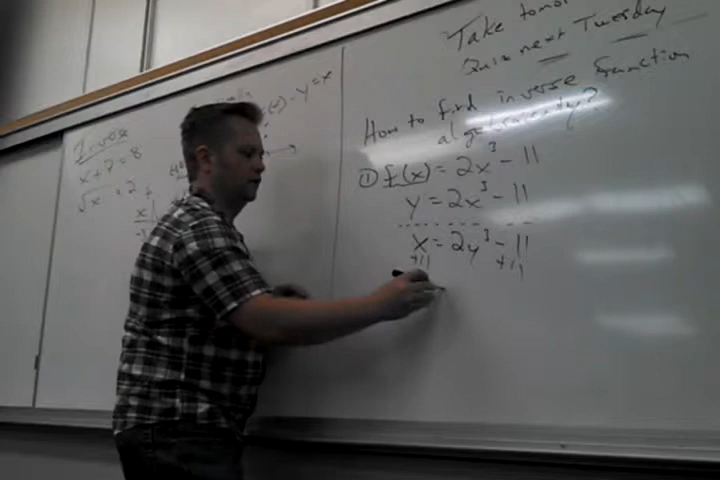 Take
Quiz next Tuesday
How to find inverse function
algebraically?
① f(x) = 2x³ - 11
y = 2x³ - 11
x = 2y³ - 11
+11 +11
Inverse
x + 2 = 8
√x = 2
y = x
x